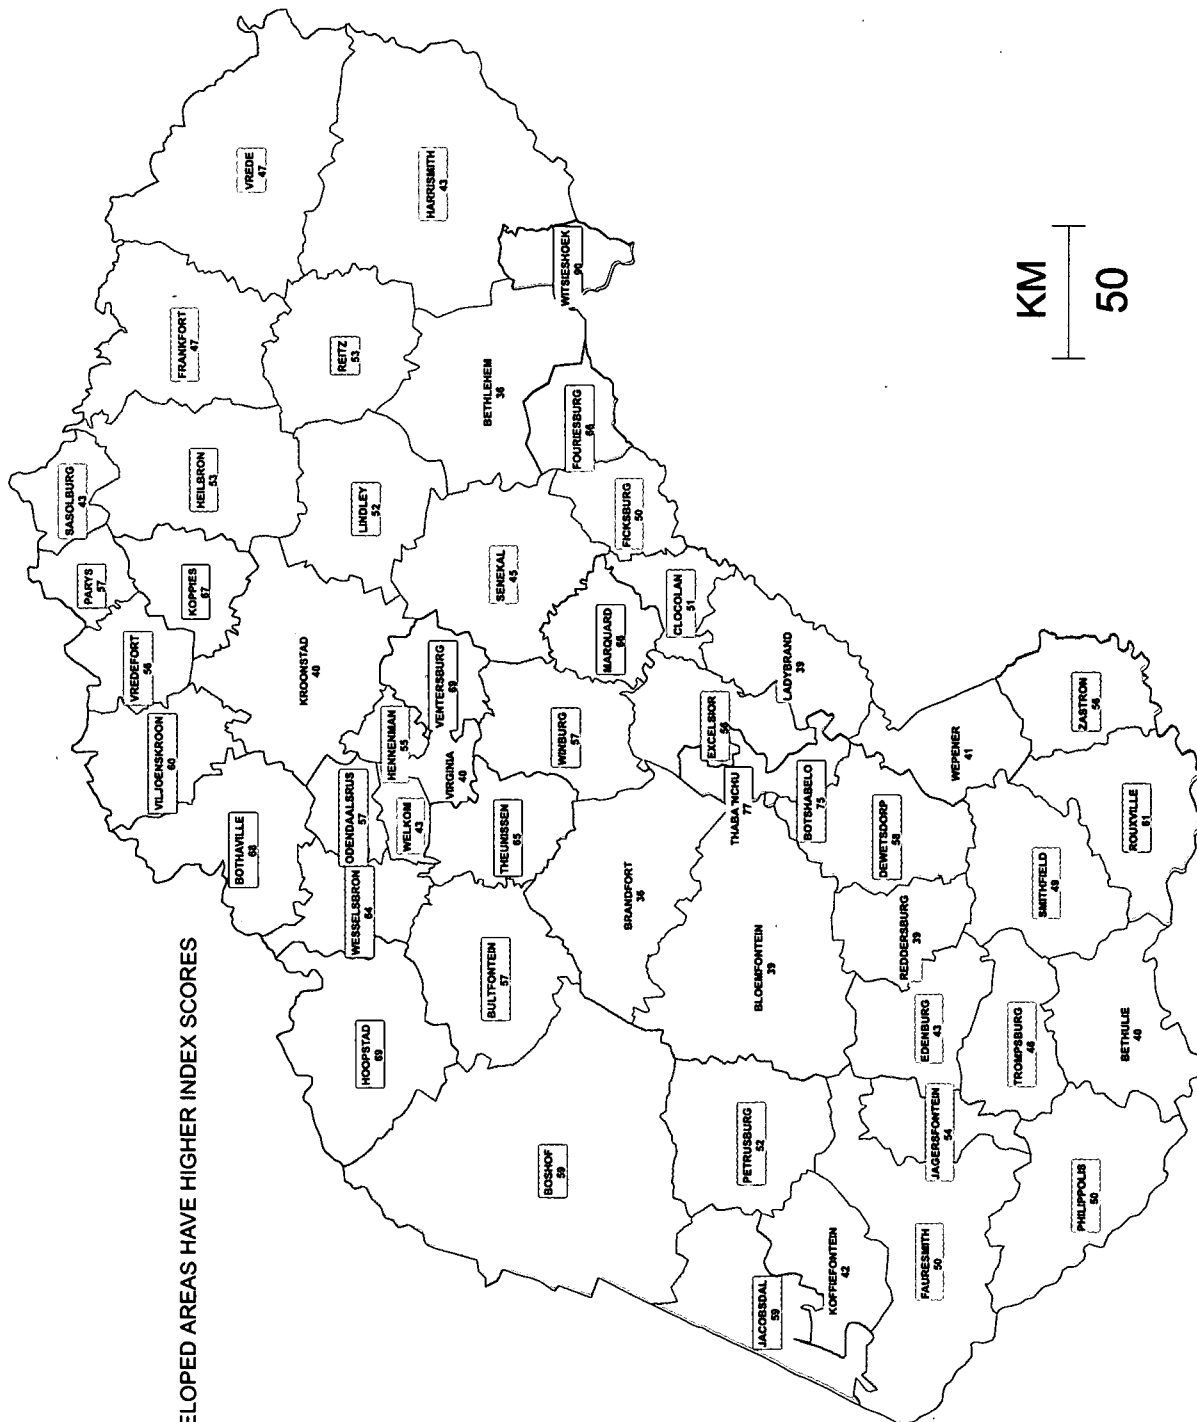 ELOPED AREAS HAVE HIGHER INDEX SCORES
SASOLBURG
43
PARYS
57
VREDEFORT
56
VILJOENSKROON
60
FRANKFORT
47
KOPPIES
67
HEILBRON
53
BOTHAVILLE
68
VREDE
47
KROONSTAD
40
REITZ
53
ODENDAALSRUS
57
WESSELSBRON
64
HOOPSTAD
69
LINDLEY
52
HENNENMAN
55
WELKOM
43
HARRISMITH
43
VENTERSBURG
69
VIRGINIA
40
BETHLEHEM
36
BULTFONTEIN
57
THEUNISSEN
65
SENEKAL
45
BOSHOF
59
WINBURG
57
WITSIESHOEK
90
FOURIESBURG
66
MARQUARD
66
FICKSBURG
50
BRANDFORT
36
CLOCOLAN
51
EXCELSIOR
56
THABA 'NCHU
77
PETRUSBURG
52
BLOEMFONTEIN
39
JACOBSDAL
59
LADYBRAND
39
BOTSHABELO
75
KOFFIEFONTEIN
42
DEWETSDORP
58
REDDERSBURG
39
EDENBURG
43
JAGERSFONTEIN
54
FAURESMITH
50
WEPENER
41
TROMPSBURG
46
SMITHFIELD
PHILIPPOLIS
50
ZASTRON
56
BETHULIE
40
ROUXVILLE
61
KM
50